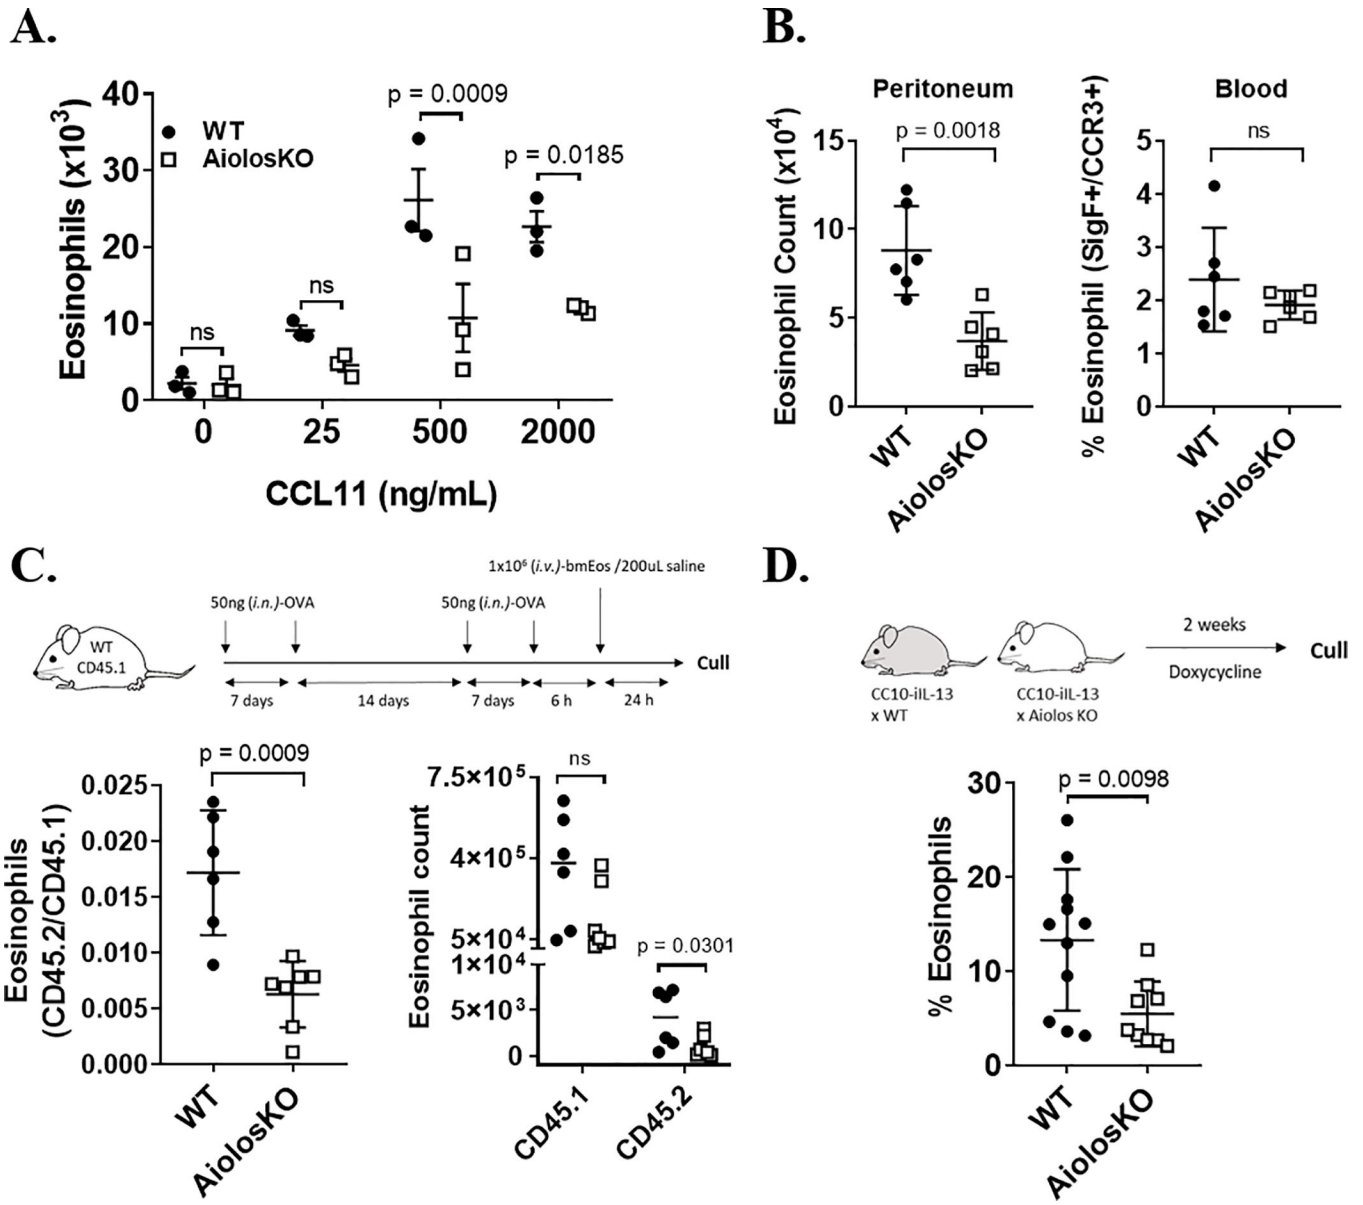 A.
Eosinophils (x10³)
40
30
20
10
0
WT
AiolosKO
ns
ns
p = 0.0009
p = 0.0185
0 25 500 2000
CCL11 (ng/mL)
B.
Peritoneum
Eosinophil Count (x10⁴)
15
10
5
0
p = 0.0018
WT
AiolosKO
Blood
% Eosinophil (SigF+/CCR3+)
5
4
3
2
1
0
ns
WT
AiolosKO
C.
WT
CD45.1
50ng (i.n.)-OVA
50ng (i.n.)-OVA
1x10⁶ (i.v.)-bmEos /200uL saline
Cull
7 days
14 days
7 days
6 h
24 h
Eosinophils
(CD45.2/CD45.1)
0.025
0.020
0.015
0.010
0.005
0.000
p = 0.0009
WT
AiolosKO
Eosinophil count
7.5×10⁵
4×10⁵
5×10⁴
1×10⁴
5×10³
0
ns
p = 0.0301
CD45.1
CD45.2
D.
CC10-iIL-13
x WT
CC10-iIL-13
x Aiolos KO
2 weeks
Doxycycline
Cull
% Eosinophils
30
20
10
0
p = 0.0098
WT
AiolosKO